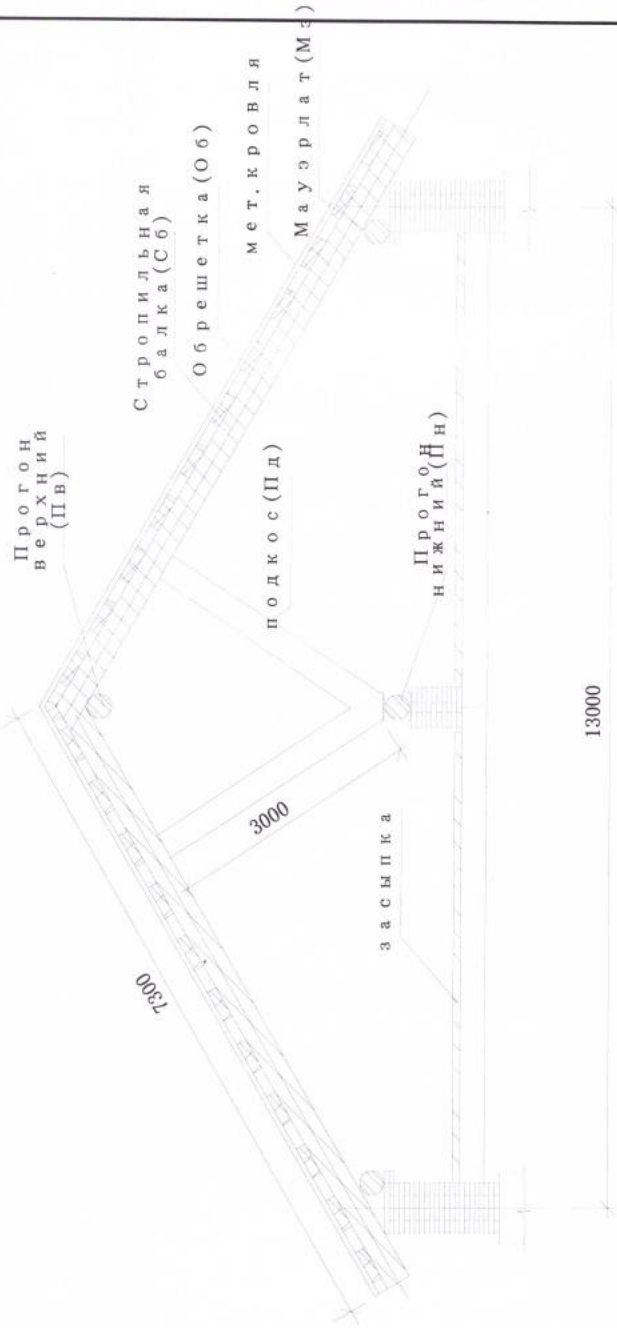 Прогон
верхний
(Пв)
Стропильная
балка(Сб)
Обрешетка(Об)
мет.кровля
Мауэрлат(Мэ)
подкос(Пд)
Прогон
нижний(Пн)
7300
3000
засыпка
13000